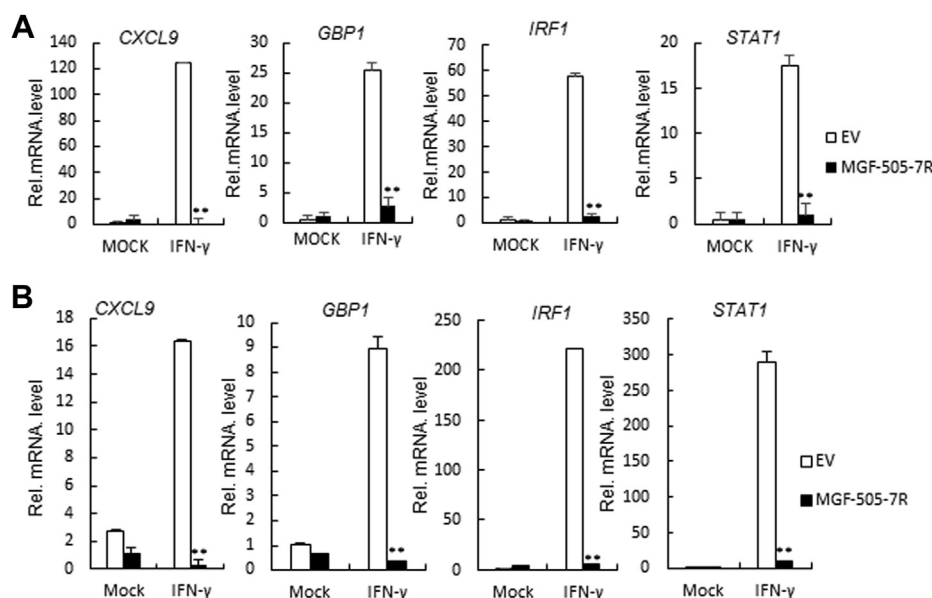 A
CXCL9
Rel.mRNA.level
140
120
100
80
60
40
20
0
MOCK IFN-γ
GBP1
Rel.mRNA.level
30
25
20
15
10
5
0
**
MOCK IFN-γ
**
IRF1
Rel.mRNA.level
70
60
50
40
30
20
10
0
**
MOCK IFN-γ
STAT1
Rel.mRNA.level
20
15
10
5
0
**
MOCK IFN-γ
EV
MGF-505-7R
B
CXCL9
Rel. mRNA. level
18
16
14
12
10
8
6
4
2
0
**
Mock IFN-γ
GBP1
Rel. mRNA. level
10
9
8
7
6
5
4
3
2
1
0
**
Mock IFN-γ
IRF1
Rel. mRNA. level
250
200
150
100
50
0
**
Mock IFN-γ
STAT1
Rel. mRNA. level
350
300
250
200
150
100
50
0
**
Mock IFN-γ
EV
MGF-505-7R